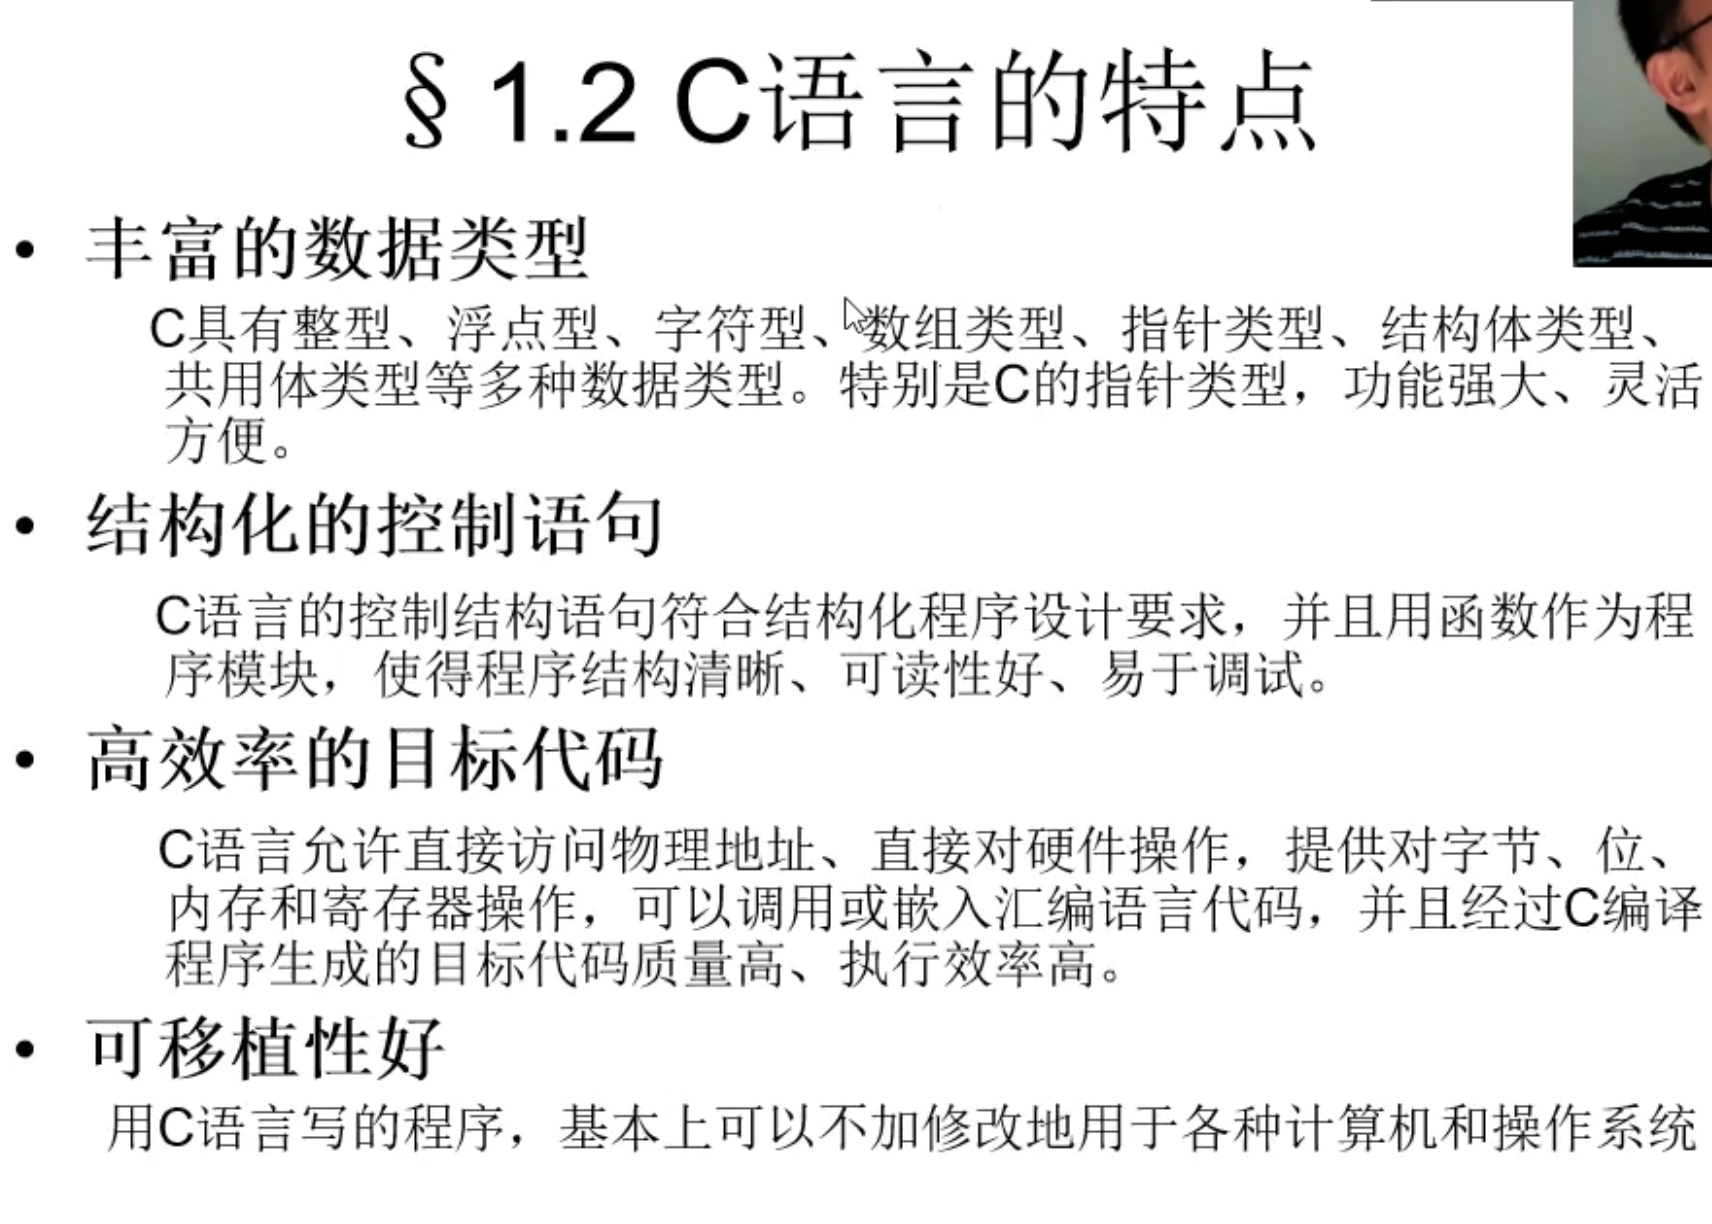 § 1.2 C语言的特点
• 丰富的数据类型
C具有整型、浮点型、字符型、数组类型、指针类型、结构体类型、
共用体类型等多种数据类型。特别是C的指针类型，功能强大、灵活
方便。
• 结构化的控制语句
C语言的控制结构语句符合结构化程序设计要求，并且用函数作为程
序模块，使得程序结构清晰、可读性好、易于调试。
• 高效率的目标代码
C语言允许直接访问物理地址、直接对硬件操作，提供对字节、位、
内存和寄存器操作，可以调用或嵌入汇编语言代码，并且经过C编译
程序生成的目标代码质量高、执行效率高。
• 可移植性好
用C语言写的程序，基本上可以不加修改地用于各种计算机和操作系统